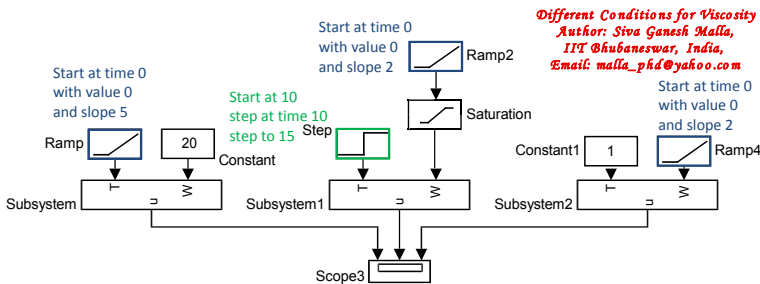 Different Conditions for Viscosity
Author: Siva Ganesh Malla,
IIT Bhubaneswar, India,
Email: malla_phd@yahoo.com
Start at time 0
with value 0
and slope 2
Ramp2
Start at time 0
with value 0
and slope 5
Start at 10
step at time 10
step to 15
Saturation
Start at time 0
with value 0
and slope 2
Ramp
20
Constant
Step
Constant1
1
Ramp4
T
W
u
Subsystem
T
W
u
Subsystem1
T
W
u
Subsystem2
Scope3